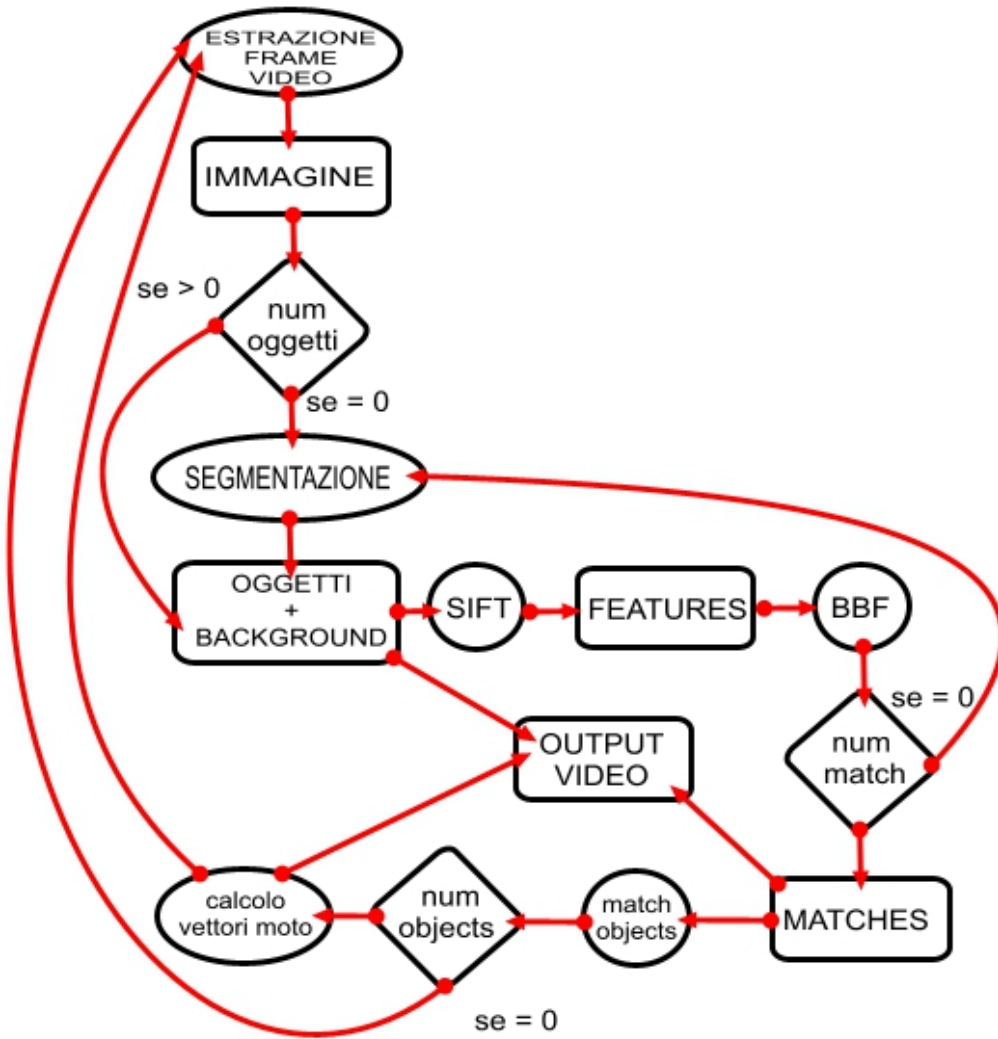 ESTRAZIONE
FRAME
VIDEO
IMMAGINE
se > 0
num
oggetti
se = 0
SEGMENTAZIONE
OGGETTI
+
BACKGROUND
SIFT
FEATURES
BBF
se = 0
num
match
OUTPUT
VIDEO
MATCHES
match
objects
num
objects
calcolo
vettori moto
se = 0